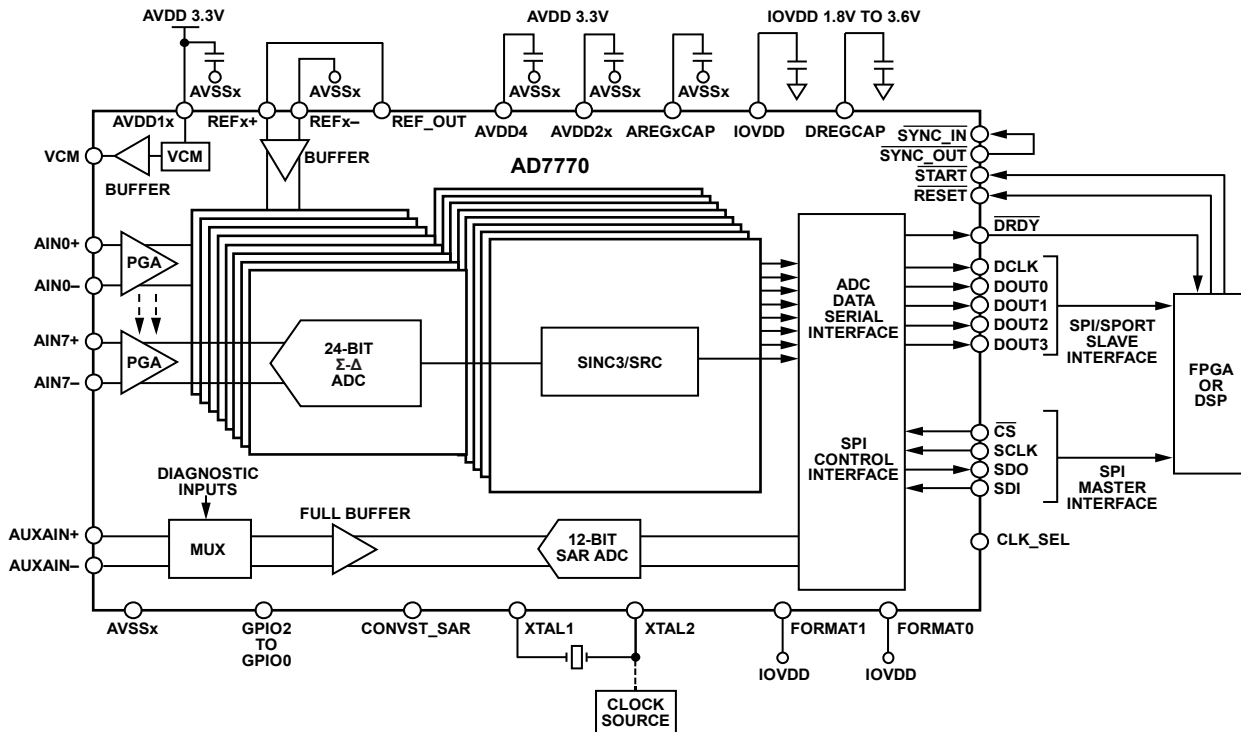 AVDD 3.3V
AVDD 3.3V
IOVDD 1.8V TO 3.6V
AVSSx
AVSSx
AVSSx
AVSSx
AVSSx
AVDD1x
REFx+
REFx–
REF_OUT
AVDD4
AVDD2x
AREGxCAP
IOVDD
DREGCAP
SYNC_IN
SYNC_OUT
START
RESET
VCM
VCM
BUFFER
BUFFER
AD7770
AIN0+
AIN0–
PGA
AIN7+
AIN7–
PGA
24-BIT
Σ-Δ
ADC
SINC3/SRC
ADC
DATA
SERIAL
INTERFACE
SPI
CONTROL
INTERFACE
DRDY
DCLK
DOUT0
DOUT1
DOUT2
DOUT3
SPI/SPORT
SLAVE
INTERFACE
FPGA
OR
DSP
CS
SCLK
SDO
SDI
SPI
MASTER
INTERFACE
CLK_SEL
DIAGNOSTIC
INPUTS
AUXAIN+
AUXAIN–
MUX
FULL BUFFER
12-BIT
SAR ADC
AVSSx
GPIO2
TO
GPIO0
CONVST_SAR
XTAL1
XTAL2
FORMAT1
FORMAT0
IOVDD
IOVDD
CLOCK
SOURCE